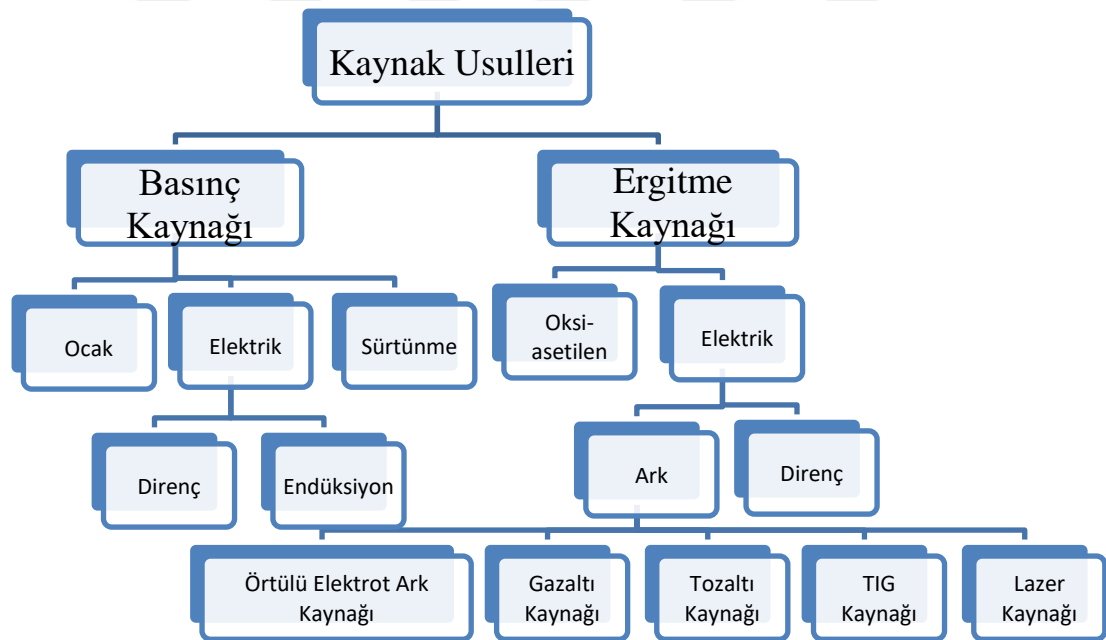 Kaynak Usulleri
Basınç
Kaynağı
Ergitme
Kaynağı
Ocak
Elektrik
Sürtünme
Oksi-
asetilen
Elektrik
Direnç
Endüksiyon
Ark
Direnç
Örtülü Elektrot Ark
Kaynağı
Gazaltı
Kaynağı
Tozaltı
Kaynağı
TIG
Kaynağı
Lazer
Kaynağı